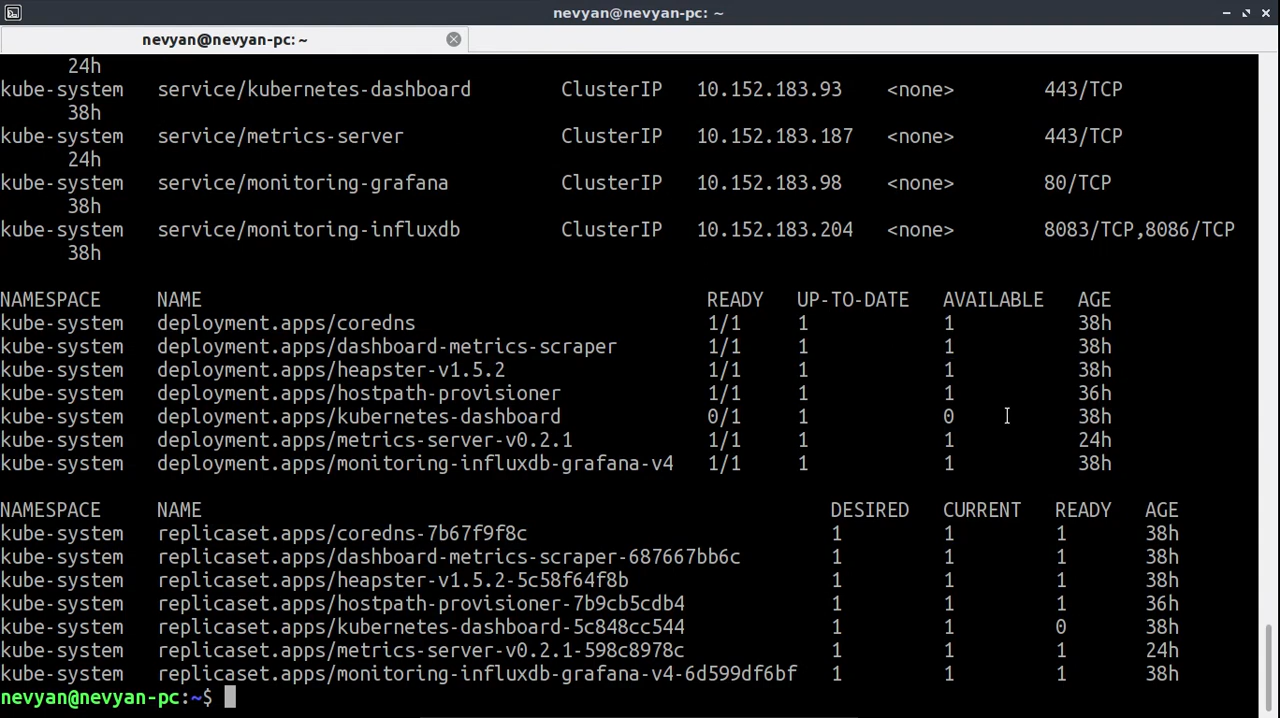 nevyan@nevyan-pc: ~
nevyan@nevyan-pc: ~
24h
kube-system service/kubernetes-dashboard ClusterIP 10.152.183.93 <none> 443/TCP
38h
kube-system service/metrics-server ClusterIP 10.152.183.187 <none> 443/TCP
24h
kube-system service/monitoring-grafana ClusterIP 10.152.183.98 <none> 80/TCP
38h
kube-system service/monitoring-influxdb ClusterIP 10.152.183.204 <none> 8083/TCP,8086/TCP
38h
NAMESPACE NAME READY UP-TO-DATE AVAILABLE AGE
kube-system deployment.apps/coredns 1/1 1 1 38h
kube-system deployment.apps/dashboard-metrics-scraper 1/1 1 1 38h
kube-system deployment.apps/heapster-v1.5.2 1/1 1 1 38h
kube-system deployment.apps/hostpath-provisioner 1/1 1 1 36h
kube-system deployment.apps/kubernetes-dashboard 0/1 1 0 38h
kube-system deployment.apps/metrics-server-v0.2.1 1/1 1 1 24h
kube-system deployment.apps/monitoring-influxdb-grafana-v4 1/1 1 1 38h
NAMESPACE NAME DESIRED CURRENT READY AGE
kube-system replicaset.apps/coredns-7b67f9f8c 1 1 1 38h
kube-system replicaset.apps/dashboard-metrics-scraper-687667bb6c 1 1 1 38h
kube-system replicaset.apps/heapster-v1.5.2-5c58f64f8b 1 1 1 38h
kube-system replicaset.apps/hostpath-provisioner-7b9cb5cdb4 1 1 1 36h
kube-system replicaset.apps/kubernetes-dashboard-5c848cc544 1 1 0 38h
kube-system replicaset.apps/metrics-server-v0.2.1-598c8978c 1 1 1 24h
kube-system replicaset.apps/monitoring-influxdb-grafana-v4-6d599df6bf 1 1 1 38h
nevyan@nevyan-pc:~$